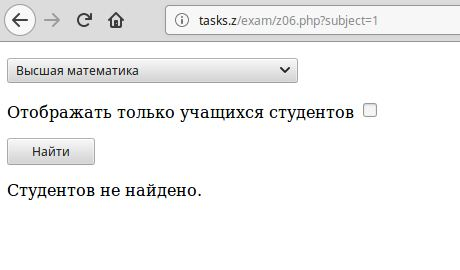 tasks.z/exam/z06.php?subject=1
Высшая математика
Отображать только учащихся студентов
Найти
Студентов не найдено.